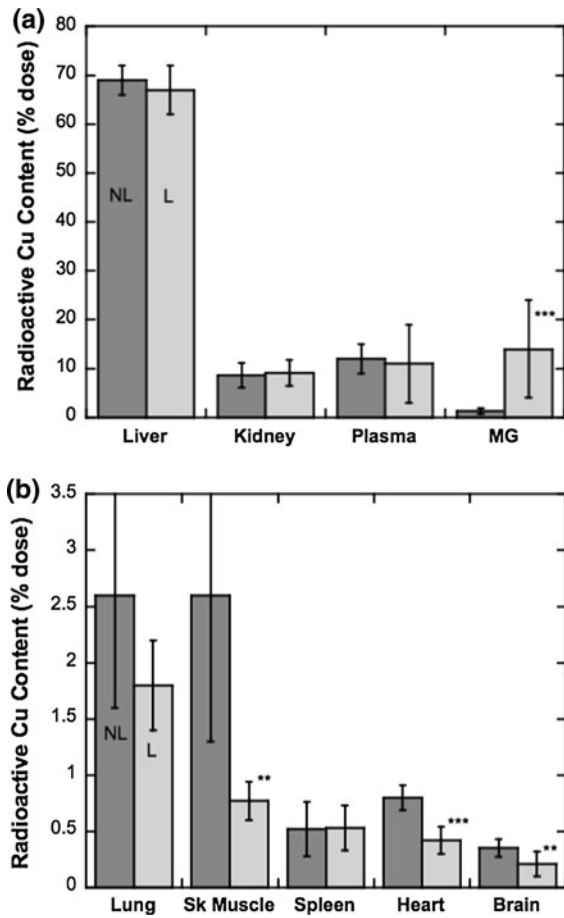 (a)
80
70
60
50
40
30
20
10
0
Radioactive Cu Content (% dose)
NL L
***
Liver Kidney Plasma MG
(b)
3.5
3
2.5
2
1.5
1
0.5
0
Radioactive Cu Content (% dose)
NL L
** *** **
Lung Sk Muscle Spleen Heart Brain